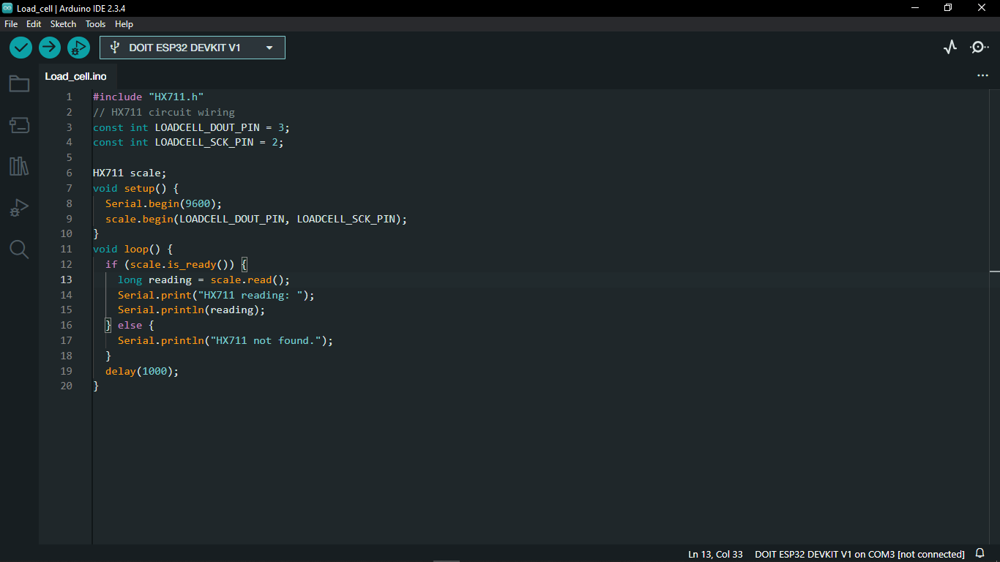 Load_cell | Arduino IDE 2.3.4
File Edit Sketch Tools Help
DOIT ESP32 DEVKIT V1
Load_cell.ino
1 #include "HX711.h"
2 // HX711 circuit wiring
3 const int LOADCELL_DOUT_PIN = 3;
4 const int LOADCELL_SCK_PIN = 2;
5
6 HX711 scale;
7 void setup() {
8 Serial.begin(9600);
9 scale.begin(LOADCELL_DOUT_PIN, LOADCELL_SCK_PIN);
10 }
11 void loop() {
12 if (scale.is_ready()) {
13 long reading = scale.read();
14 Serial.print("HX711 reading: ");
15 Serial.println(reading);
16 } else {
17 Serial.println("HX711 not found.");
18 }
19 delay(1000);
20 }
Ln 13, Col 33 DOIT ESP32 DEVKIT V1 on COM3 [not connected]